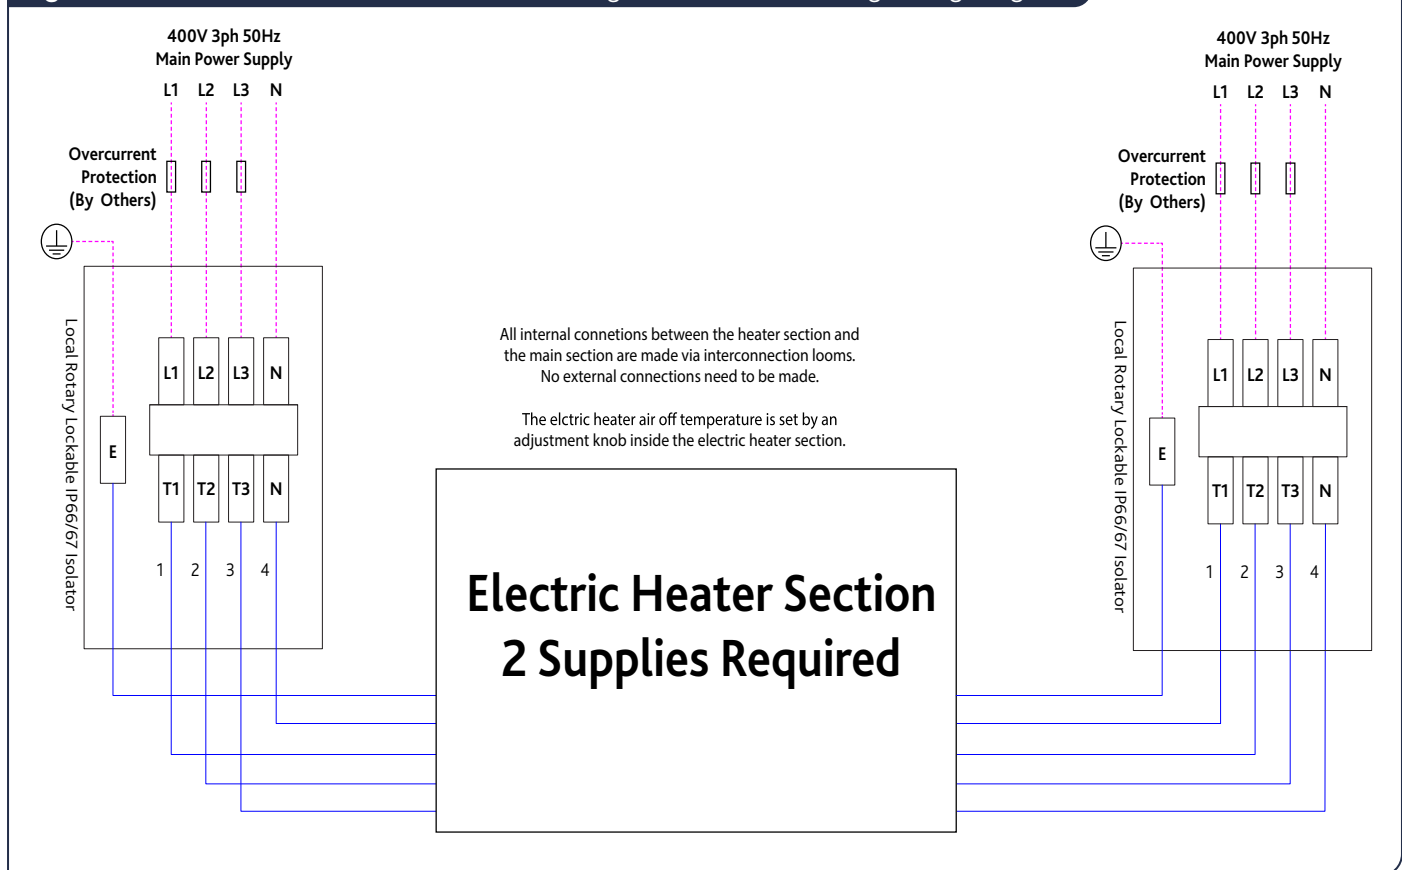 400V 3ph 50Hz
Main Power Supply
L1 L2 L3 N
Overcurrent
Protection
(By Others)
Local Rotary Lockable IP66/67 Isolator
L1 L2 L3 N
E
T1 T2 T3 N
1 2 3 4
All internal connetions between the heater section and
the main section are made via interconnection looms.
No external connections need to be made.
The elctric heater air off temperature is set by an
adjustment knob inside the electric heater section.
Electric Heater Section
2 Supplies Required
400V 3ph 50Hz
Main Power Supply
L1 L2 L3 N
Overcurrent
Protection
(By Others)
Local Rotary Lockable IP66/67 Isolator
L1 L2 L3 N
E
T1 T2 T3 N
1 2 3 4